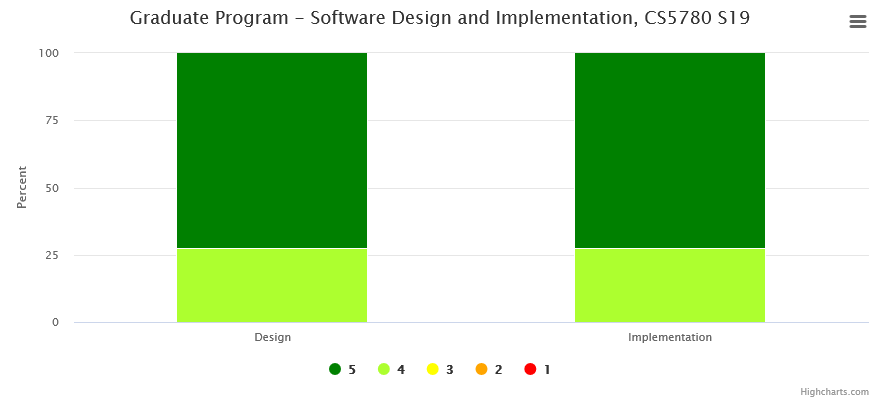 Graduate Program - Software Design and Implementation, CS5780 S19
100
75
50
25
0
Percent
Design Implementation
5 4 3 2 1
Highcharts.com